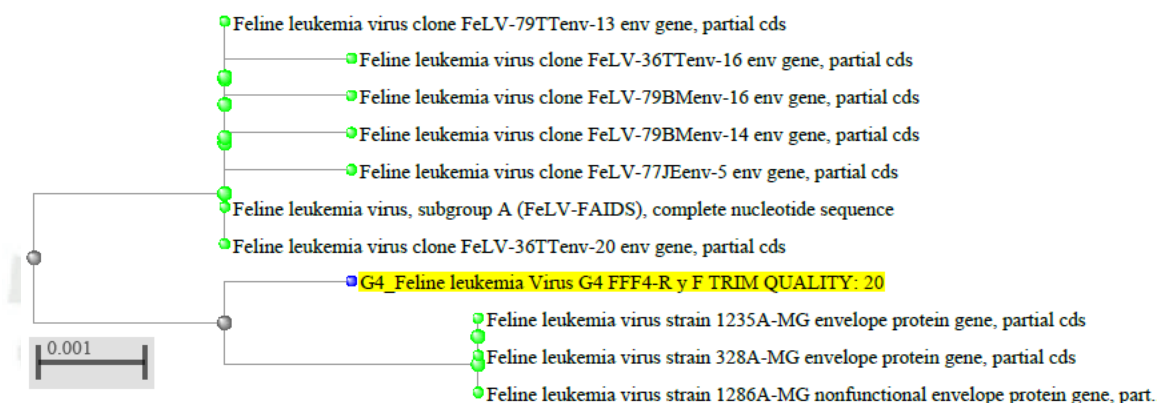 Feline leukemia virus clone FeLV-79TTenv-13 env gene, partial cds
Feline leukemia virus clone FeLV-36TTenv-16 env gene, partial cds
Feline leukemia virus clone FeLV-79BMenv-16 env gene, partial cds
Feline leukemia virus clone FeLV-79BMenv-14 env gene, partial cds
Feline leukemia virus clone FeLV-77JEenv-5 env gene, partial cds
Feline leukemia virus, subgroup A (FeLV-FAIDS), complete nucleotide sequence
Feline leukemia virus clone FeLV-36TTenv-20 env gene, partial cds
G4_Feline leukemia Virus G4 FFF4-R y F TRIM QUALITY: 20
Feline leukemia virus strain 1235A-MG envelope protein gene, partial cds
0.001
Feline leukemia virus strain 328A-MG envelope protein gene, partial cds
Feline leukemia virus strain 1286A-MG nonfunctional envelope protein gene, part.